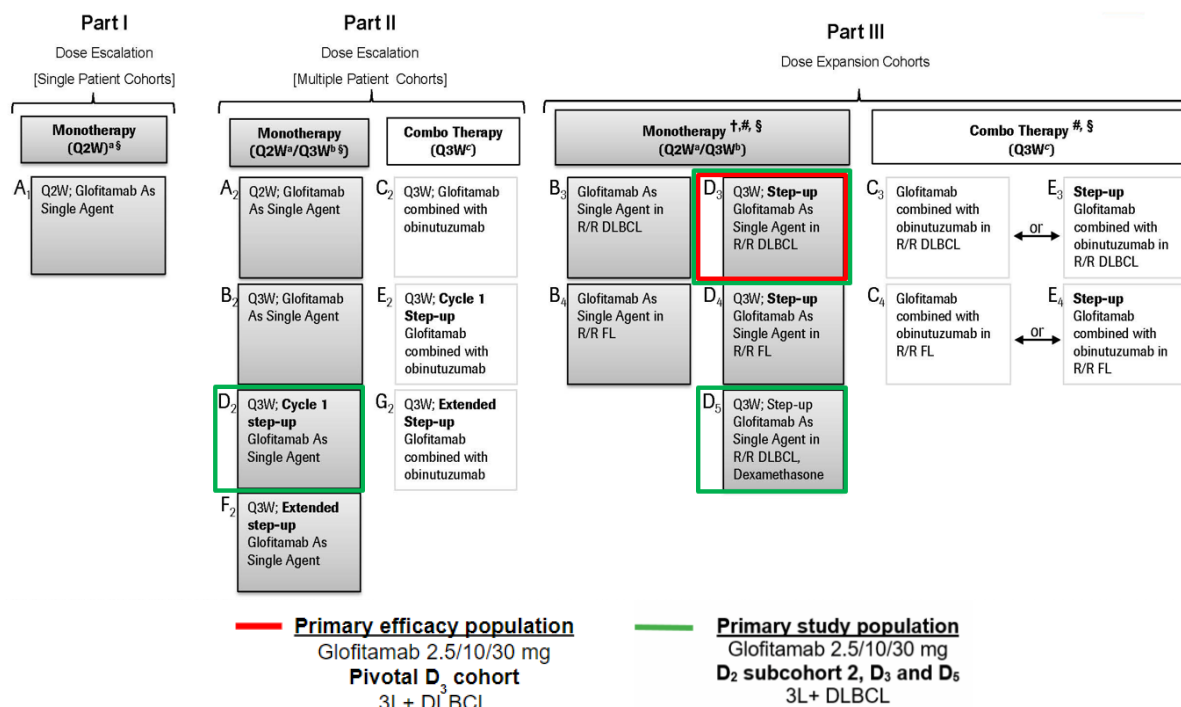 Part I
Dose Escalation
[Single Patient Cohorts]
Monotherapy
(Q2W)a §
A1
Q2W; Glofitamab As
Single Agent
Part II
Dose Escalation
[Multiple Patient Cohorts]
Monotherapy
(Q2Wa/Q3Wb §)
A2
Q2W; Glofitamab
As Single Agent
B2
Q3W; Glofitamab
As Single Agent
D2
Q3W; Cycle 1
step-up
Glofitamab As
Single Agent
F2
Q3W; Extended
step-up
Glofitamab As
Single Agent
Combo Therapy
(Q3Wc)
C2
Q3W; Glofitamab
combined with
obinutuzumab
E2
Q3W; Cycle 1
Step-up
Glofitamab
combined with
obinutuzumab
G2
Q3W; Extended
Step-up
Glofitamab
combined with
obinutuzumab
Part III
Dose Expansion Cohorts
Monotherapy †,#, §
(Q2Wa/Q3Wb)
B3
Glofitamab As
Single Agent in
R/R DLBCL
B4
Glofitamab As
Single Agent in
R/R FL
D3
Q3W; Step-up
Glofitamab As
Single Agent in
R/R DLBCL
D4
Q3W; Step-up
Glofitamab As
Single Agent in
R/R FL
D5
Q3W; Step-up
Glofitamab As
Single Agent in
R/R DLBCL,
Dexamethasone
Combo Therapy #, §
(Q3Wc)
C3
Glofitamab
combined with
obinutuzumab in
R/R DLBCL
or
E3
Step-up
Glofitamab
combined with
obinutuzumab in
R/R DLBCL
C4
Glofitamab
combined with
obinutuzumab in
R/R FL
or
E4
Step-up
Glofitamab
combined with
obinutuzumab in
R/R FL
Primary efficacy population
Glofitamab 2.5/10/30 mg
Pivotal D3 cohort
3L+ DLBCL
Primary study population
Glofitamab 2.5/10/30 mg
D2 subcohort 2, D3 and D5
3L+ DLBCL